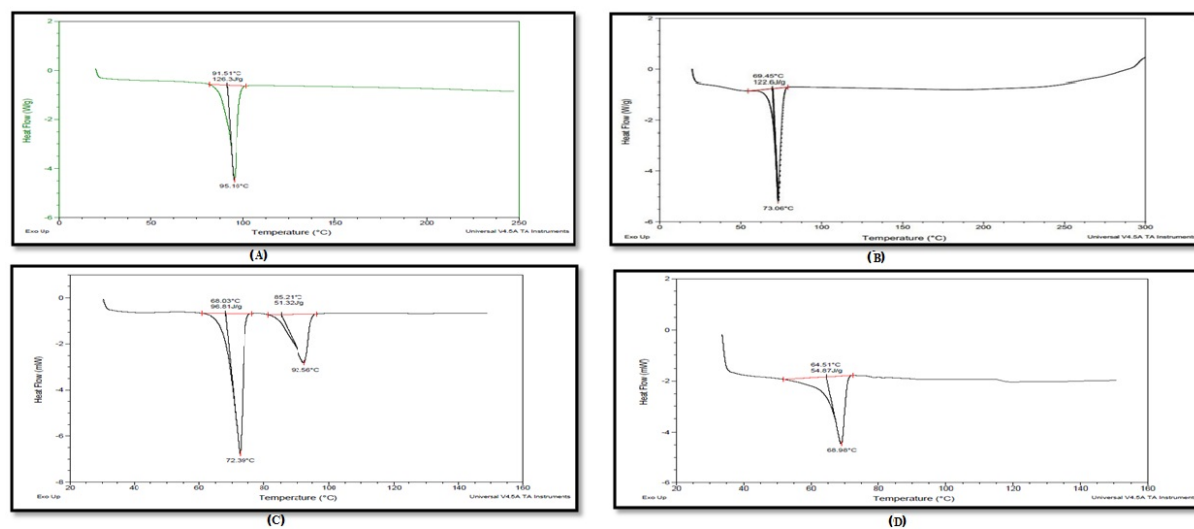 2
0
-2
-4
-6
Heat Flow (W/g)
91.51°C
126.3J/g
95.18°C
0
50
100
150
200
250
Exo Up
Temperature (°C)
Universal V4.5A TA Instruments
(A)
2
0
-2
-4
-6
Heat Flow (W/g)
69.45°C
122.6J/g
73.06°C
0
50
100
150
200
250
300
Exo Up
Temperature (°C)
Universal V4.5A TA Instruments
(B)
0
-2
-4
-6
-8
Heat Flow (mW)
68.03°C
96.81J/g
85.21°C
51.32J/g
72.39°C
92.56°C
20
40
60
80
100
120
140
160
Exo Up
Temperature (°C)
Universal V4.5A TA Instruments
(C)
2
0
-2
-4
-6
Heat Flow (mW)
64.51°C
54.87J/g
68.98°C
20
40
60
80
100
120
140
160
Exo Up
Temperature (°C)
Universal V4.5A TA Instruments
(D)